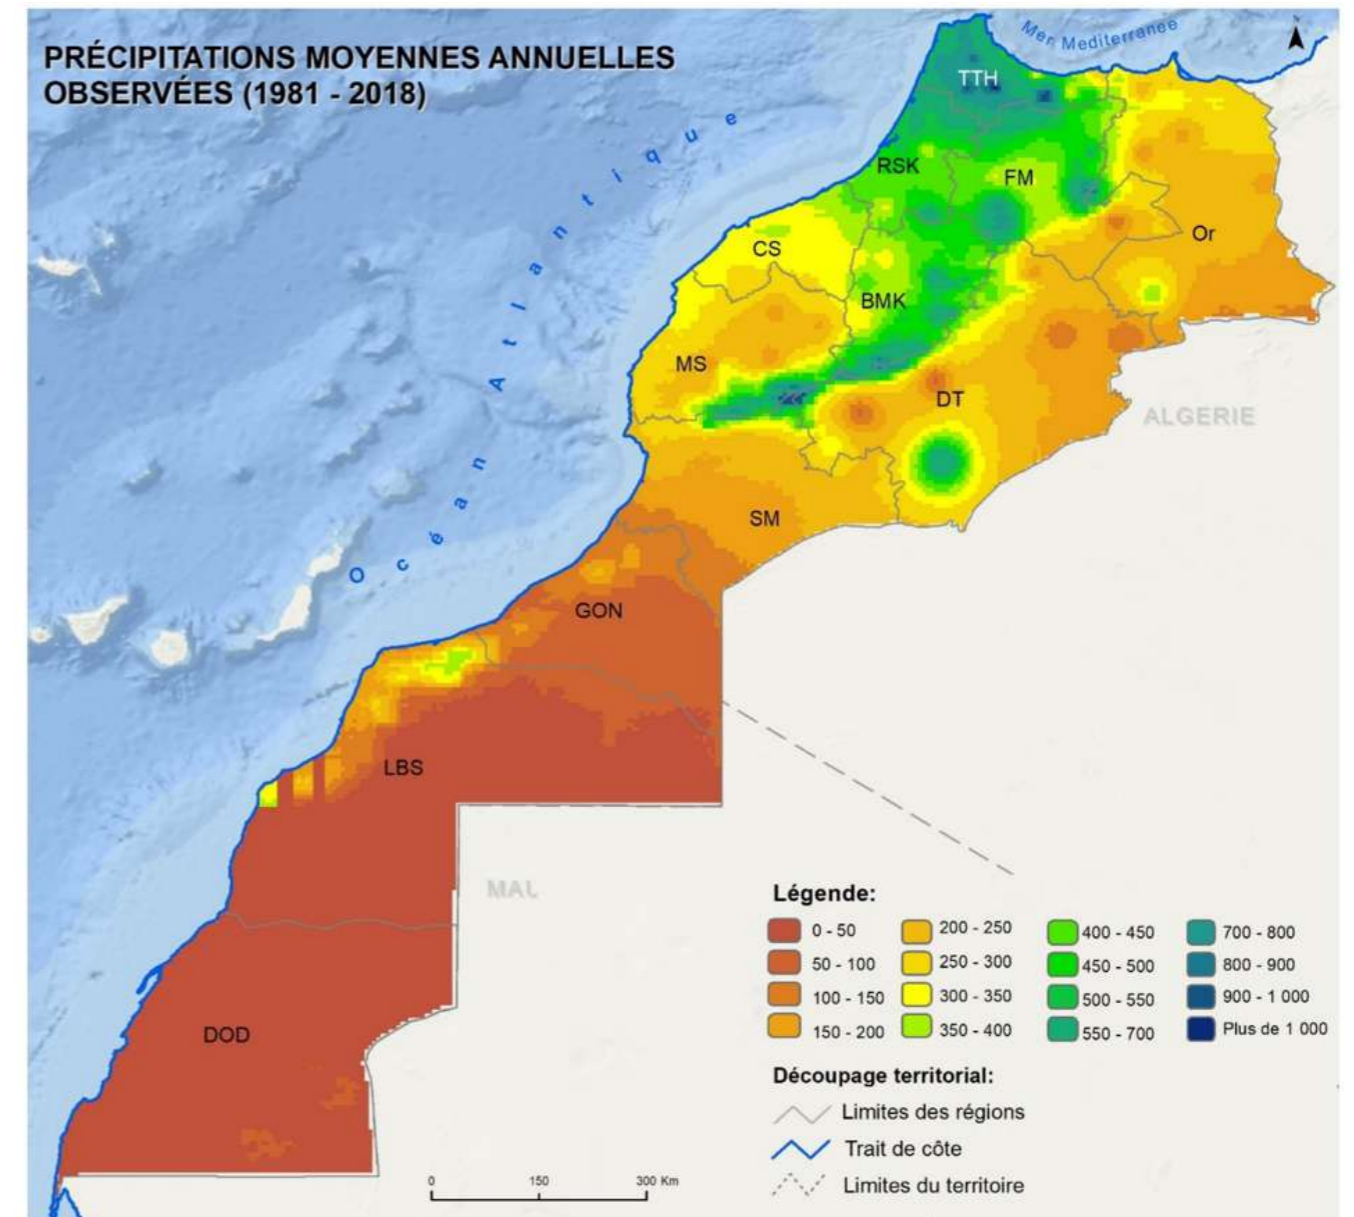 PRÉCIPITATIONS MOYENNES ANNUELLES
OBSERVÉES (1981 - 2018)
Mer Mediterranee
Océan Atlantique
TTH
RSK
FM
CS
Or
BMK
MS
DT
ALGERIE
SM
GON
LBS
DOD
Légende:
0 - 50
50 - 100
100 - 150
150 - 200
200 - 250
250 - 300
300 - 350
350 - 400
400 - 450
450 - 500
500 - 550
550 - 700
700 - 800
800 - 900
900 - 1 000
Plus de 1 000
Découpage territorial:
Limites des régions
Trait de côte
Limites du territoire
0 150 300 Km